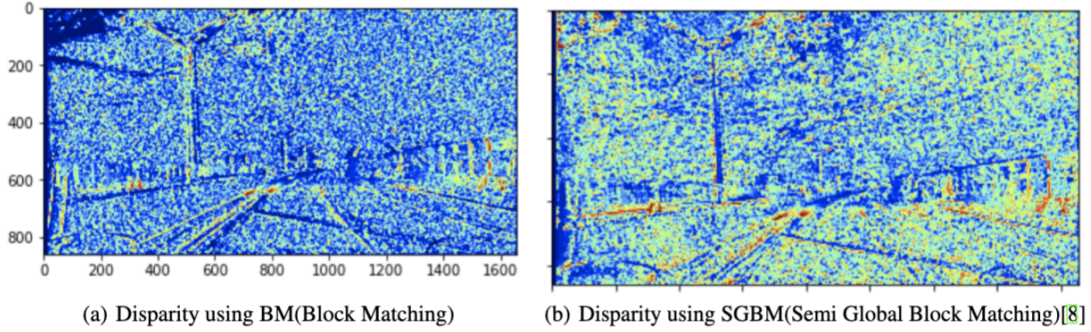 0
200
400
600
800
0 200 400 600 800 1000 1200 1400 1600
(a) Disparity using BM(Block Matching)
(b) Disparity using SGBM(Semi Global Block Matching)[8]